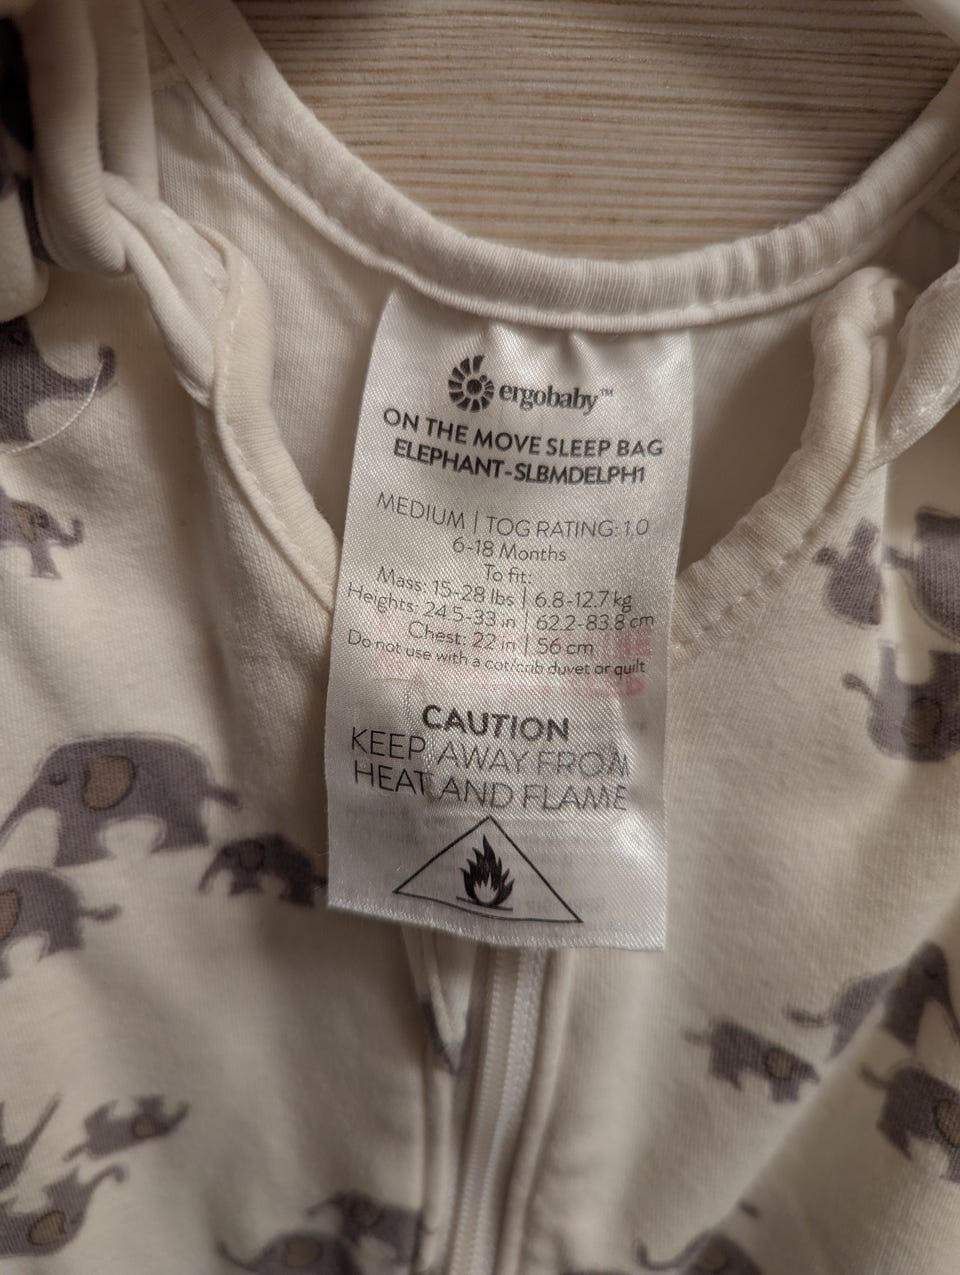 ergobaby™
ON THE MOVE SLEEP BAG
ELEPHANT-SLBMDELPH1
MEDIUM | TOG RATING: 1.0
6-18 Months
To fit:
Mass: 15-28 lbs | 6.8-12.7 kg
Heights: 24.5-33 in | 62.2-83.8 cm
Chest: 22 in | 56 cm
Do not use with a cot/crib duvet or quilt
CAUTION
KEEP AWAY FROM
HEAT AND FLAME